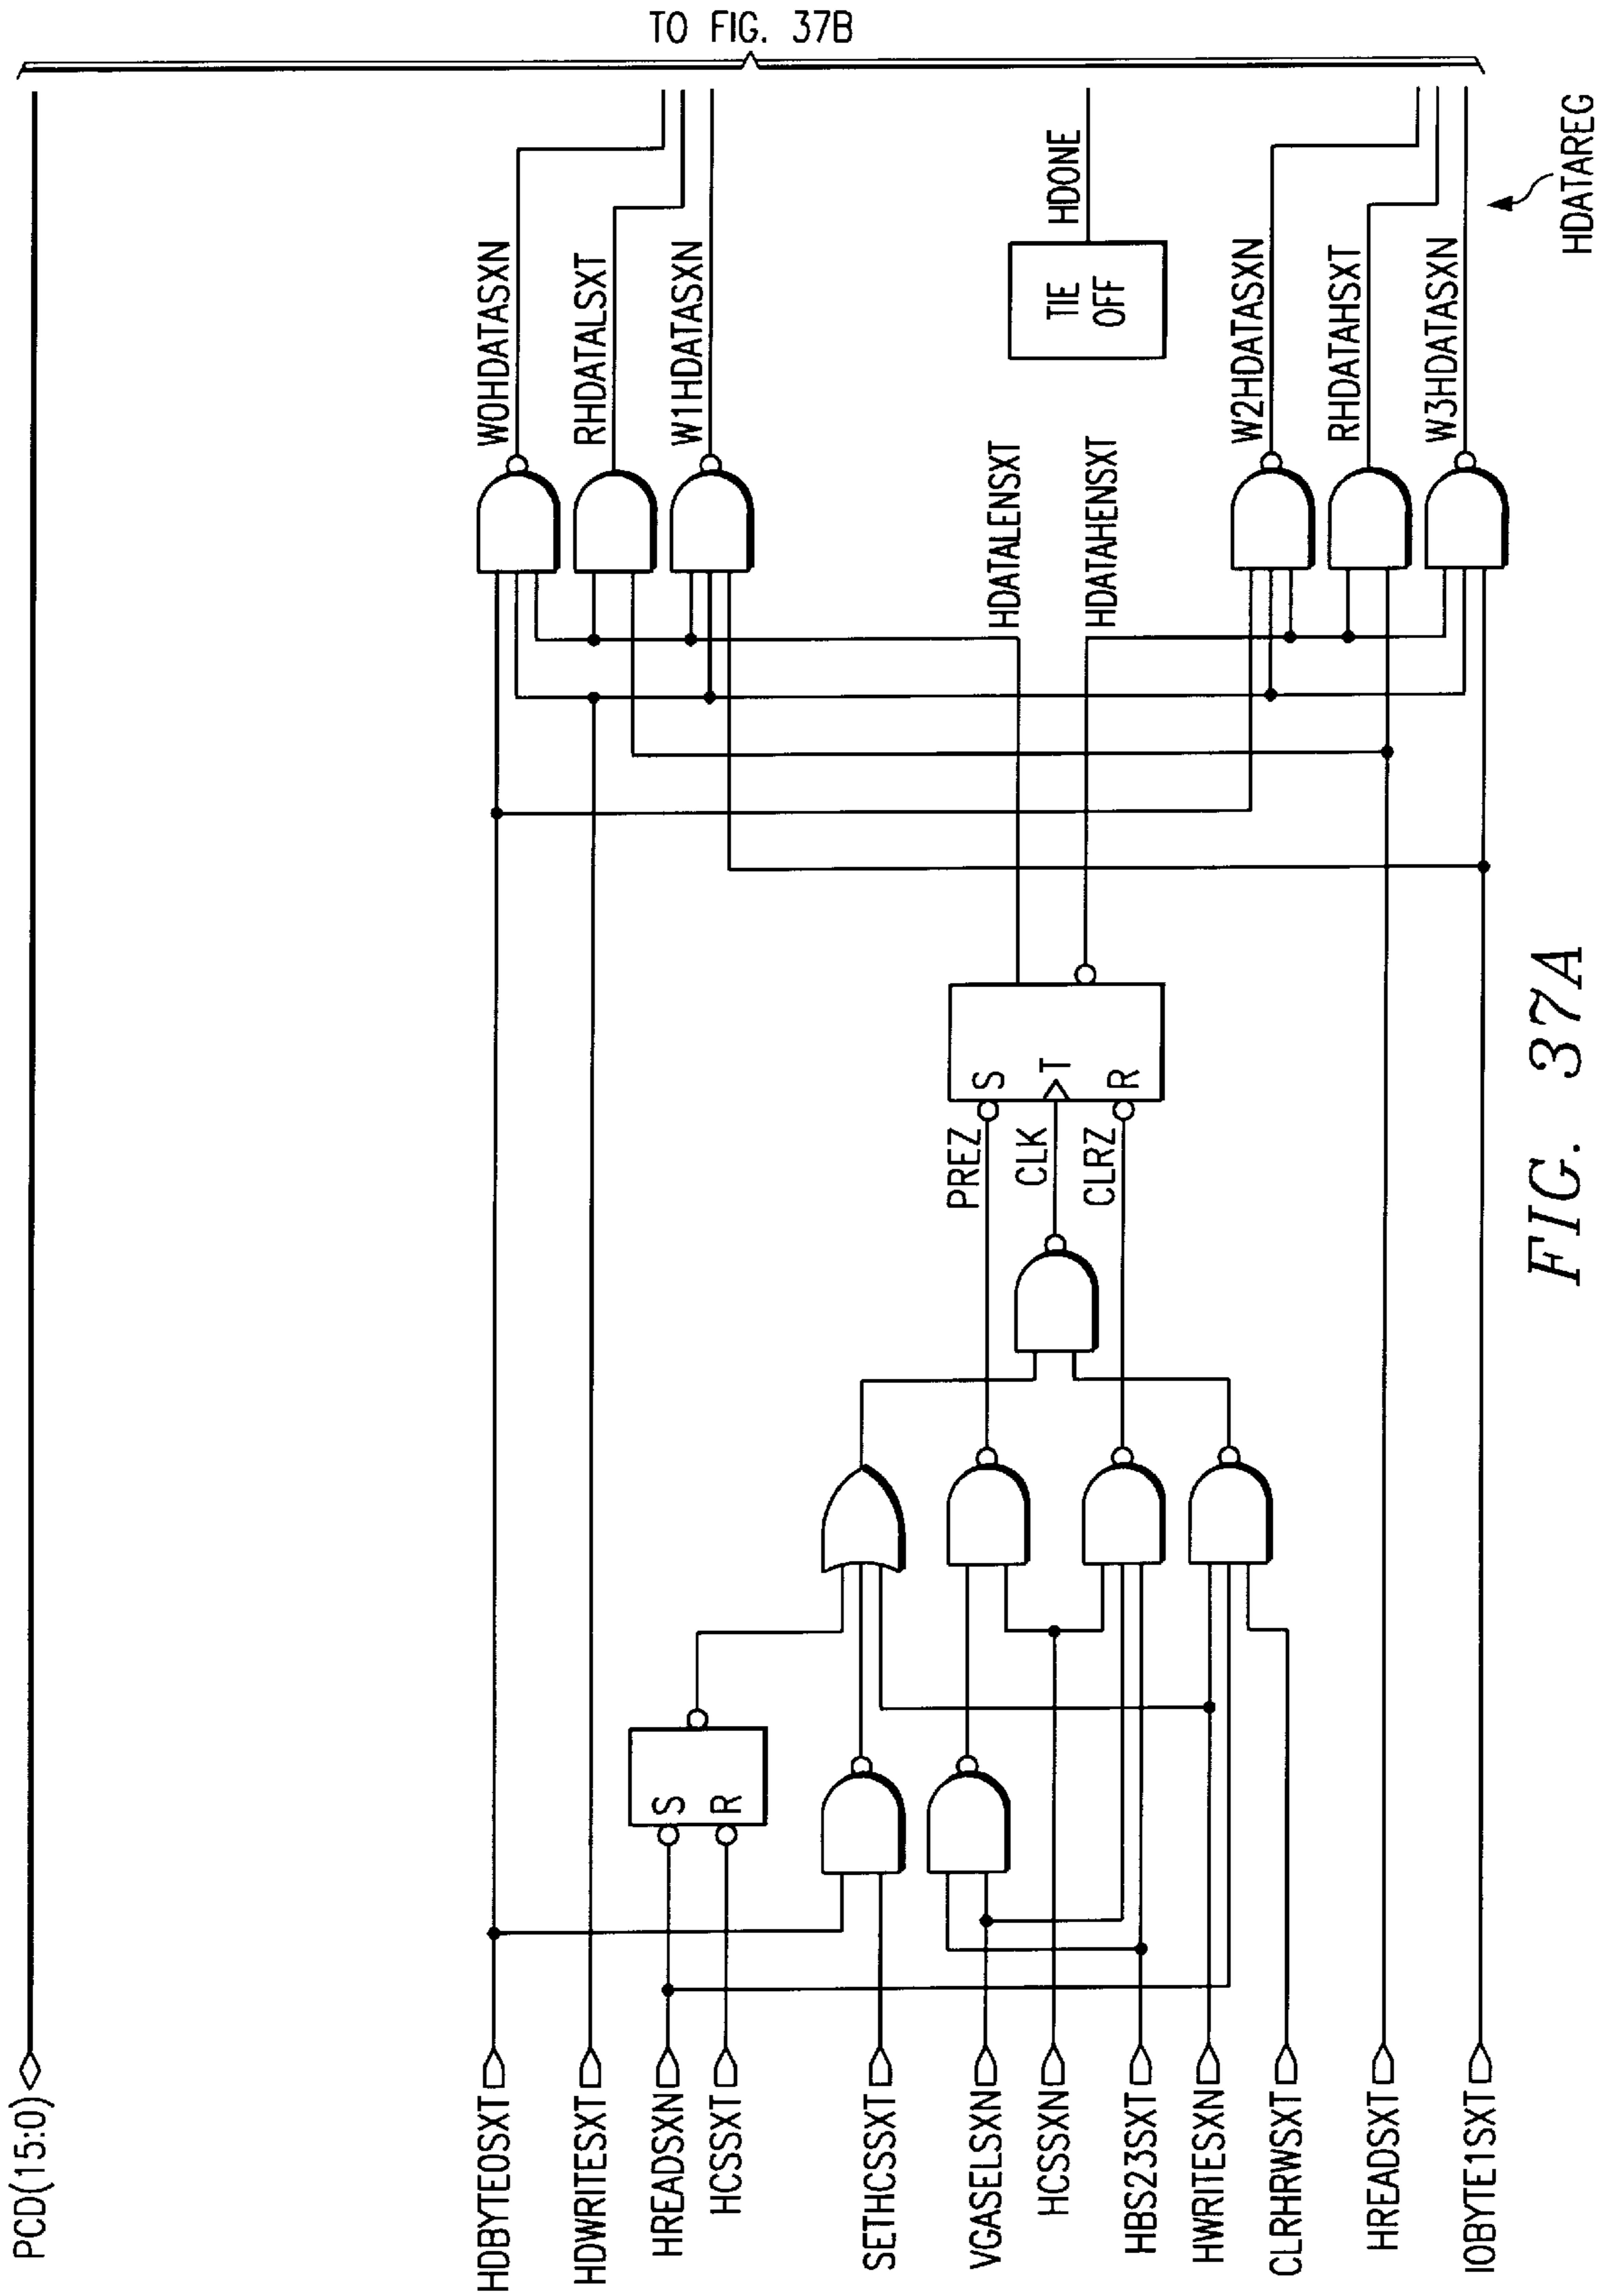 TO FIG. 37B
PCD(15:0)
HDBYTE0SXT
HDWRITESXT
HREADSXN
HCSSXT
SETHCSSXT
VGASELSXN
HCSSXN
HBS23SXT
HWRITESXN
CLRHRWSXT
HREADSXT
IOBYTE1SXT
S
R
PREZ
CLK
CLRZ
S
T
R
HDATALENSXT
HDATAHENSXT
W0HDATASXN
RHDATALSXT
W1HDATASXN
TIE
OFF
HDONE
W2HDATASXN
RHDATAHSXT
W3HDATASXN
HDATAREG
FIG. 37A